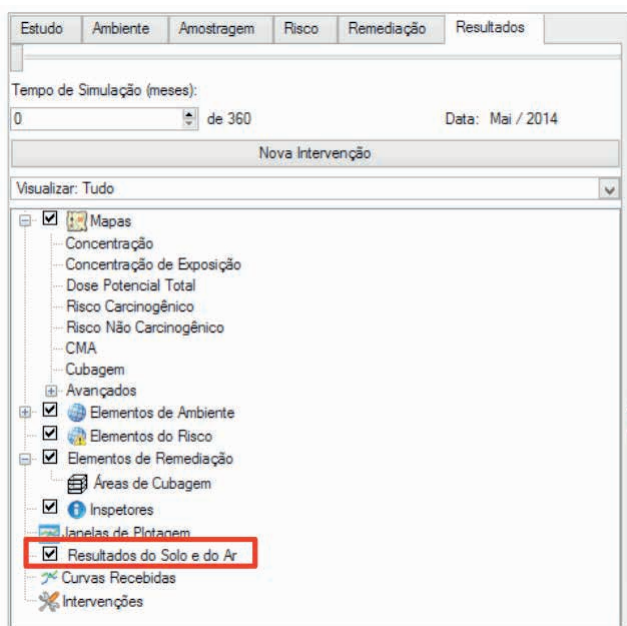 Estudo Ambiente Amostragem Risco Remediação Resultados
Tempo de Simulação (meses):
0 de 360 Data: Mai / 2014
Nova Intervenção
Visualizar: Tudo
Mapas
Concentração
Concentração de Exposição
Dose Potencial Total
Risco Carcinogênico
Risco Não Carcinogênico
CMA
Cubagem
Avançados
Elementos de Ambiente
Elementos do Risco
Elementos de Remediação
Áreas de Cubagem
Inspetores
Janelas de Plotagem
Resultados do Solo e do Ar
Curvas Recebidas
Intervenções